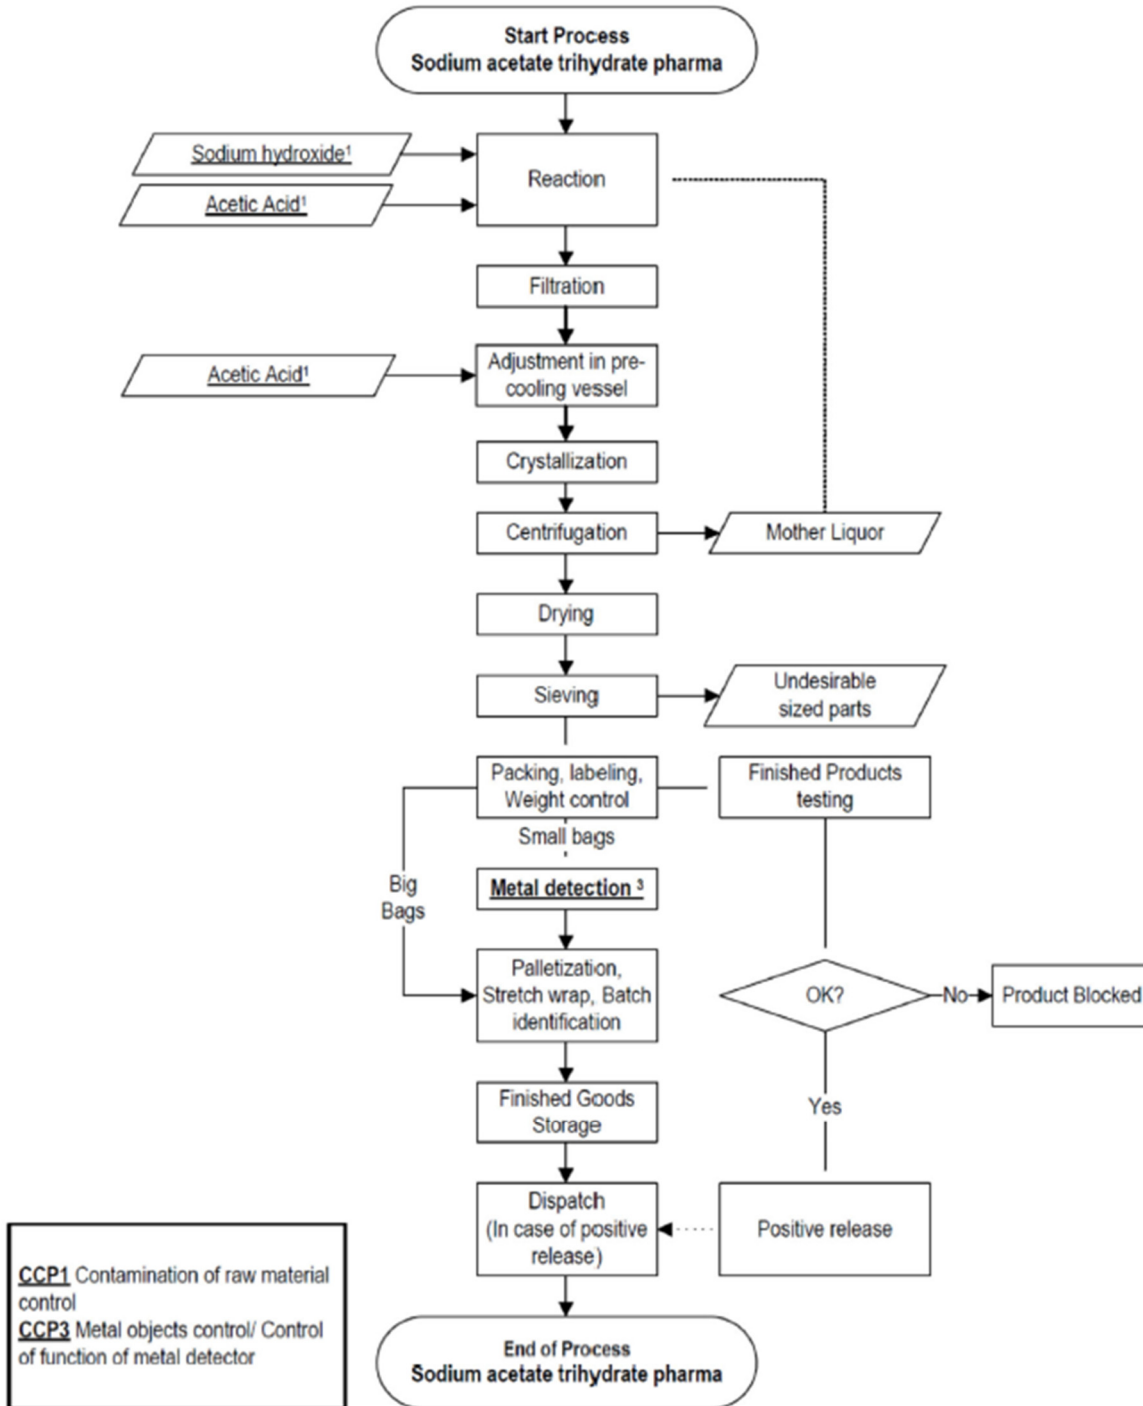 Start Process
Sodium acetate trihydrate pharma
Sodium hydroxide¹
Reaction
Acetic Acid¹
Filtration
Acetic Acid¹
Adjustment in pre-
cooling vessel
Crystallization
Centrifugation
Mother Liquor
Drying
Sieving
Undesirable
sized parts
Packing, labeling,
Weight control
Finished Products
testing
Small bags
Big
Bags
Metal detection ³
Palletization,
Stretch wrap, Batch
identification
OK?
No
Product Blocked
Finished Goods
Storage
Yes
Dispatch
(In case of positive
release)
Positive release
CCP1 Contamination of raw material
control
CCP3 Metal objects control/ Control
of function of metal detector
End of Process
Sodium acetate trihydrate pharma